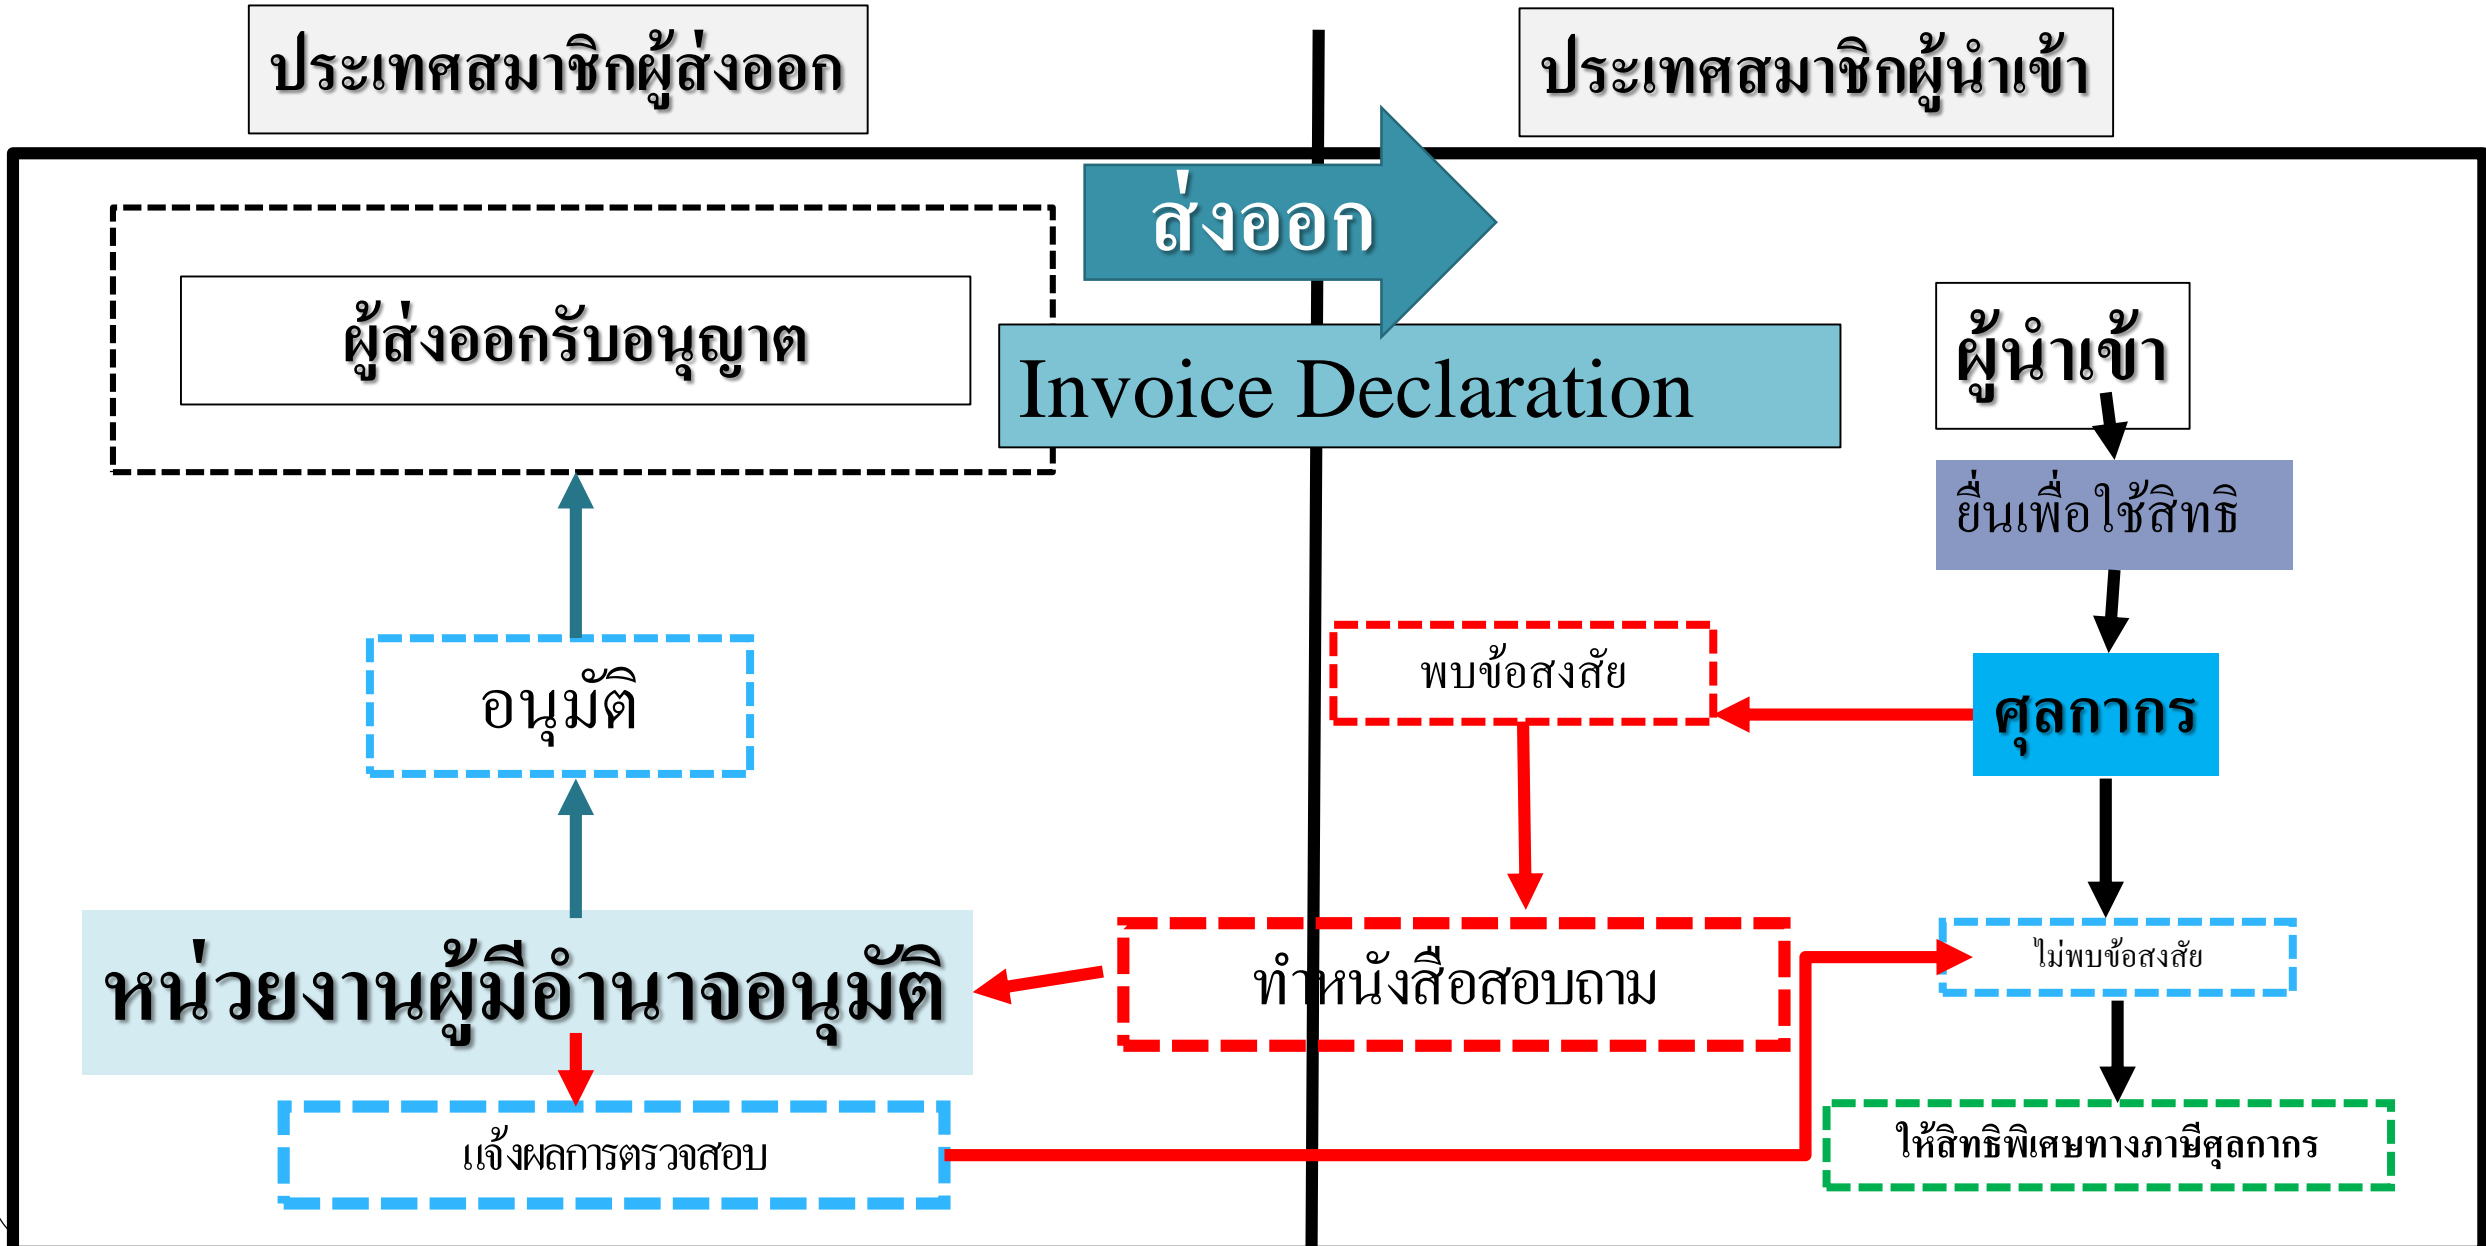 ประเทศสมาชิกผู้ส่งออก
ประเทศสมาชิกผู้นำเข้า
ส่งออก
ผู้ส่งออกรับอนุญาต
Invoice Declaration
ผู้นำเข้า
ยื่นเพื่อใช้สิทธิ
พบข้อสงสัย
ศุลกากร
อนุมัติ
หน่วยงานผู้มีอำนาจอนุมัติ
ทำหนังสือสอบถาม
ไม่พบข้อสงสัย
แจ้งผลการตรวจสอบ
ให้สิทธิพิเศษทางภาษีศุลกากร